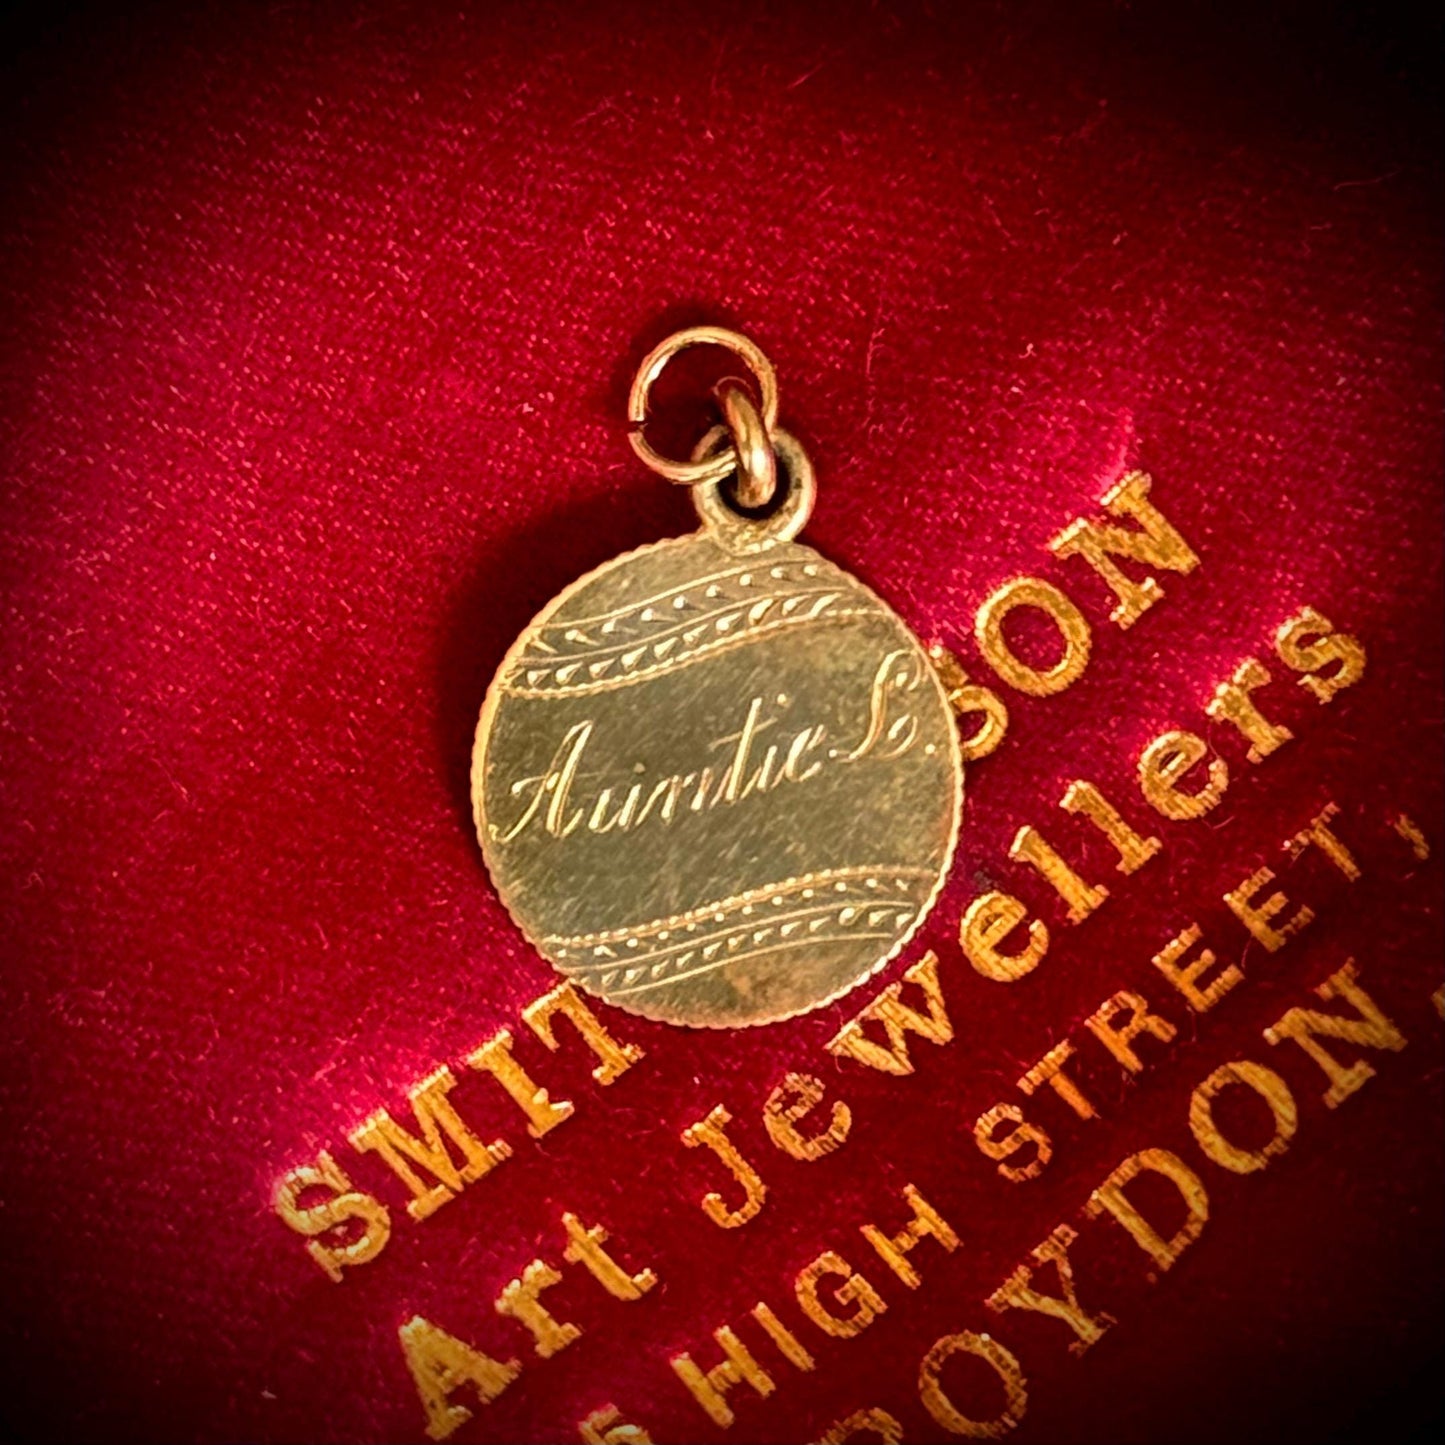 Auntie L.
SMIT SON
Art Jewellers
HIGH STREET,
ROYDON